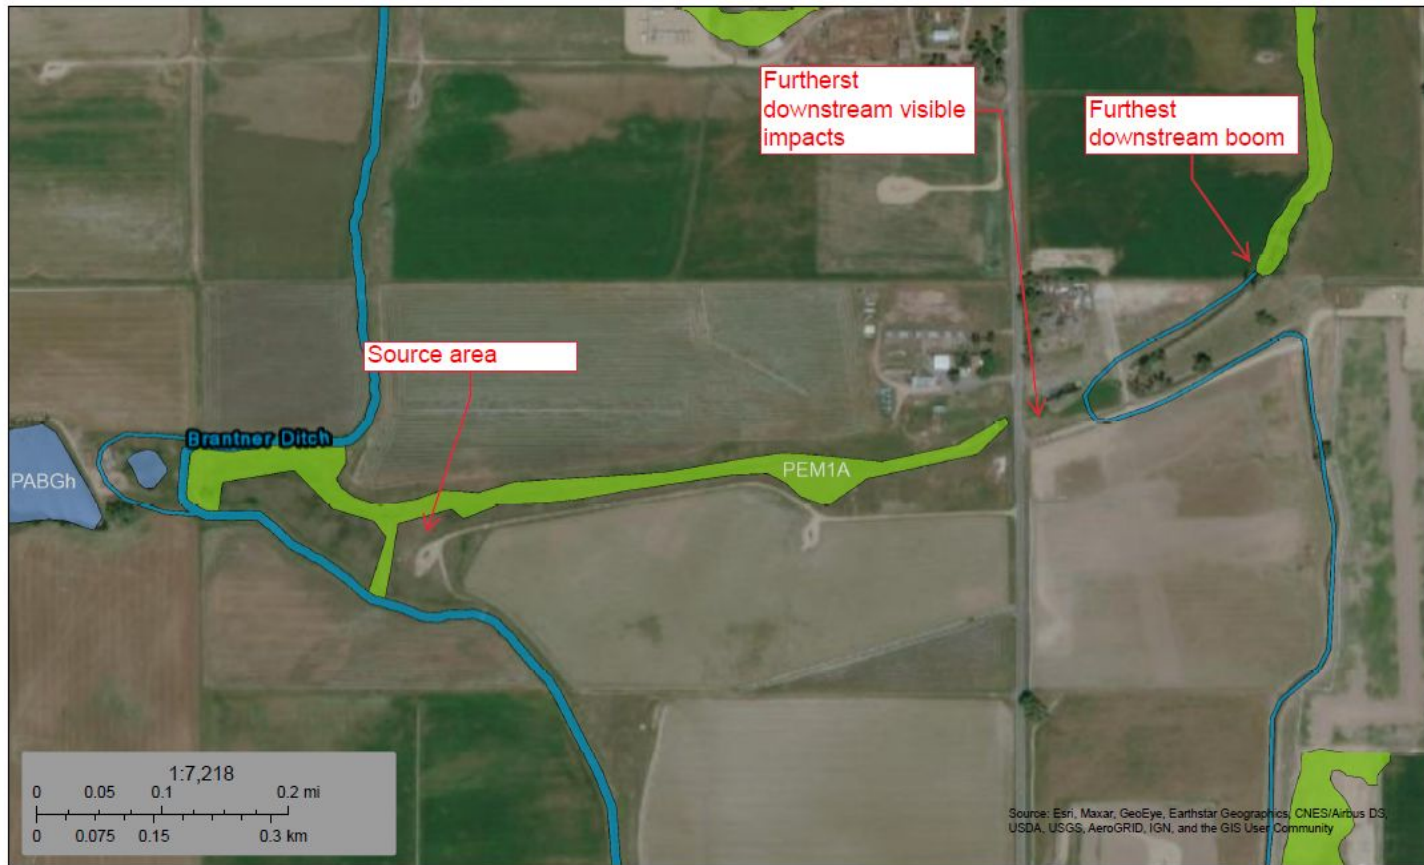 Furtherst
downstream visible
impacts
Furthest
downstream boom
Source area
Brantner Ditch
PABGh
PEM1A
1:7,218
0 0.05 0.1 0.2 mi
0 0.075 0.15 0.3 km
Source: Esri, Maxar, GeoEye, Earthstar Geographics, CNES/Airbus DS,
USDA, USGS, AeroGRID, IGN, and the GIS User Community